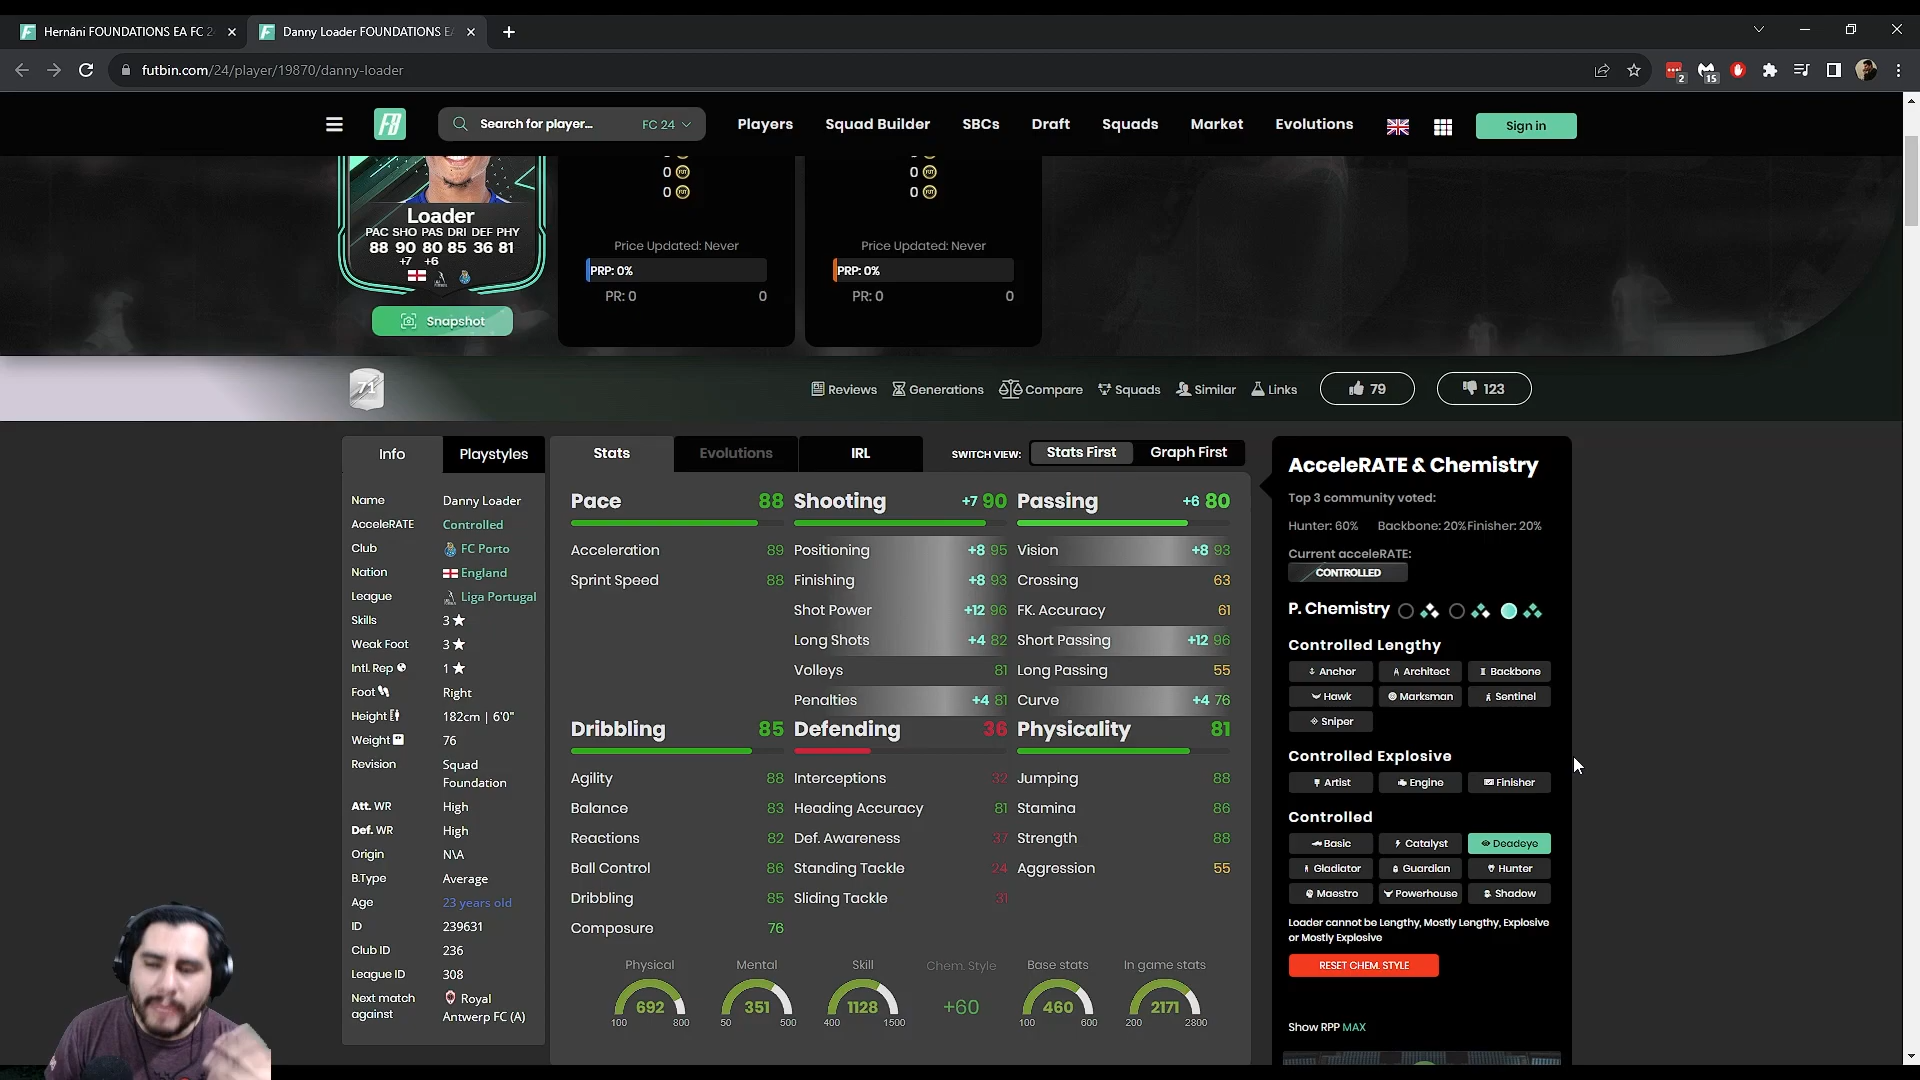 Hernâni FOUNDATIONS EA FC 2
Danny Loader FOUNDATIONS E
futbin.com/24/player/19870/danny-loader
2
15
FB
Search for player...
FC 24
Players
Squad Builder
SBCs
Draft
Squads
Market
Evolutions
Sign in
Loader
PAC SHO PAS DRI DEF PHY
88 90 80 85 36 81
+7 +6
0
0
0
0
Price Updated: Never
Price Updated: Never
PRP: 0%
PRP: 0%
PR: 0
0
PR: 0
0
Snapshot
71
Reviews
Generations
Compare
Squads
Similar
Links
79
123
Info
Playstyles
Name Danny Loader
AcceleRATE Controlled
Club FC Porto
Nation England
League Liga Portugal
Skills 3
Weak Foot 3
Intl. Rep 1
Foot Right
Height 182cm | 6'0"
Weight 76
Revision Squad
Foundation
Att. WR High
Def. WR High
Origin N\A
B.Type Average
Age 23 years old
ID 239631
Club ID 236
League ID 308
Next match
against
Royal
Antwerp FC (A)
Stats
Evolutions
IRL
SWITCH VIEW:
Stats First
Graph First
Pace 88
Acceleration 89
Sprint Speed 88
Shooting +7 90
Positioning +8 95
Finishing +8 93
Shot Power +12 96
Long Shots +4 82
Volleys 81
Penalties +4 81
Passing +6 80
Vision +8 93
Crossing 63
FK. Accuracy 61
Short Passing +12 96
Long Passing 55
Curve +4 76
Dribbling 85
Agility 88
Balance 83
Reactions 82
Ball Control 86
Dribbling 85
Composure 76
Defending 36
Interceptions 32
Heading Accuracy 81
Def. Awareness 37
Standing Tackle 24
Sliding Tackle 31
Physicality 81
Jumping 88
Stamina 86
Strength 88
Aggression 55
Physical
692
100 800
Mental
351
50 500
Skill
1128
400 1500
Chem. Style
+60
Base stats
460
100 600
In game stats
2171
200 2800
AcceleRATE & Chemistry
Top 3 community voted:
Hunter: 60% Backbone: 20% Finisher: 20%
Current acceleRATE:
CONTROLLED
P. Chemistry
Controlled Lengthy
Anchor Architect Backbone
Hawk Marksman Sentinel
Sniper
Controlled Explosive
Artist Engine Finisher
Controlled
Basic Catalyst Deadeye
Gladiator Guardian Hunter
Maestro Powerhouse Shadow
Loader cannot be Lengthy, Mostly Lengthy, Explosive
or Mostly Explosive
RESET CHEM. STYLE
Show RPP MAX